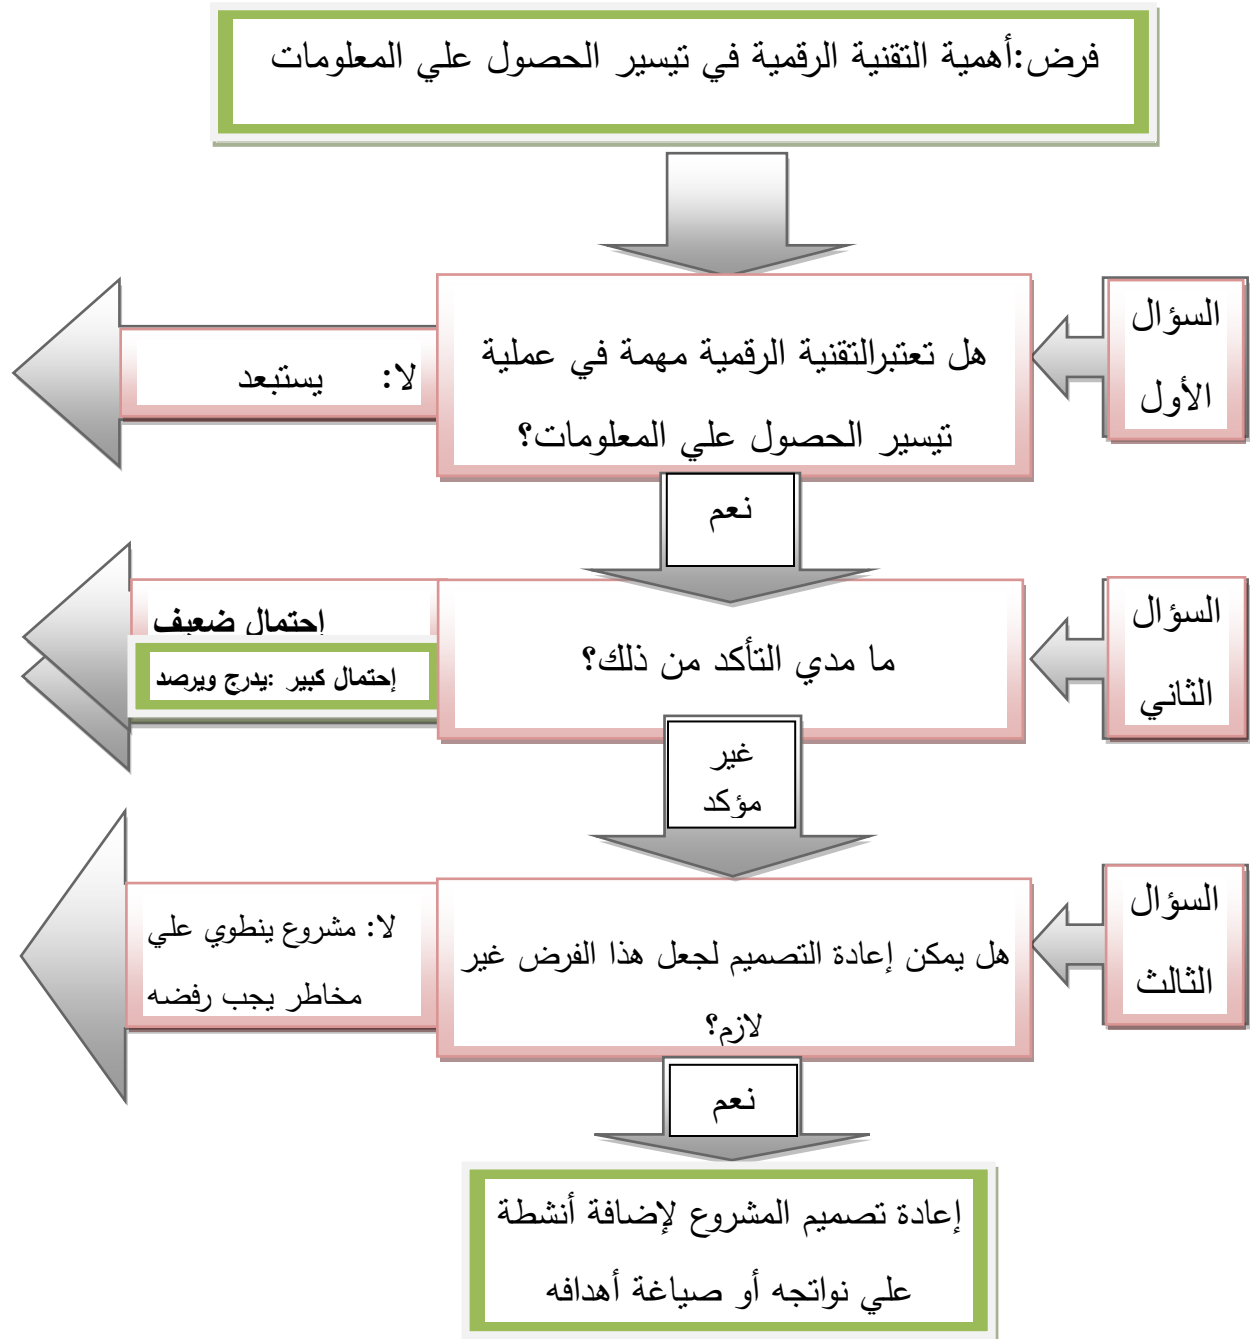 فرض:أهمية التقنية الرقمية في تيسير الحصول علي المعلومات
السؤال
الأول
هل تعتبرالتقنية الرقمية مهمة في عملية
تيسير الحصول علي المعلومات؟
لا: يستبعد
نعم
السؤال
الثاني
ما مدي التأكد من ذلك؟
إحتمال ضعيف
إحتمال كبير :يدرج ويرصد
غير
مؤكد
السؤال
الثالث
هل يمكن إعادة التصميم لجعل هذا الفرض غير
لازم؟
لا: مشروع ينطوي علي
مخاطر يجب رفضه
نعم
إعادة تصميم المشروع لإضافة أنشطة
علي نواتجه أو صياغة أهدافه